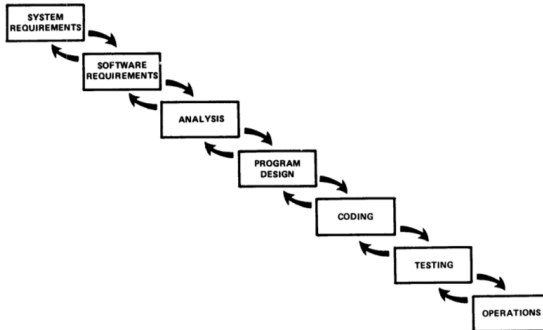 SYSTEM
REQUIREMENTS
SOFTWARE
REQUIREMENTS
ANALYSIS
PROGRAM
DESIGN
CODING
TESTING
OPERATIONS